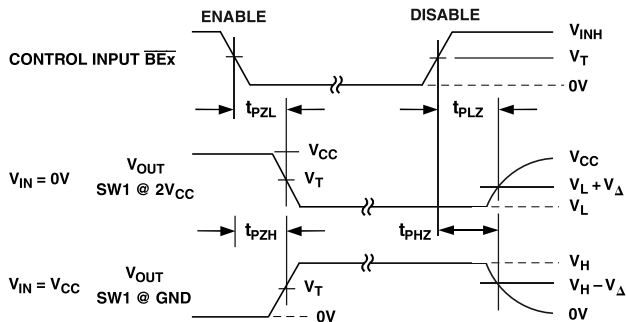 ENABLE DISABLE
CONTROL INPUT BEx
VINH
VT
0V
tPZL tPLZ
VIN = 0V
VOUT
SW1 @ 2VCC
VCC
VT
VCC
VL + VΔ
VL
tPZH tPHZ
VIN = VCC
VOUT
SW1 @ GND
VT
0V
VH
VH – VΔ
0V